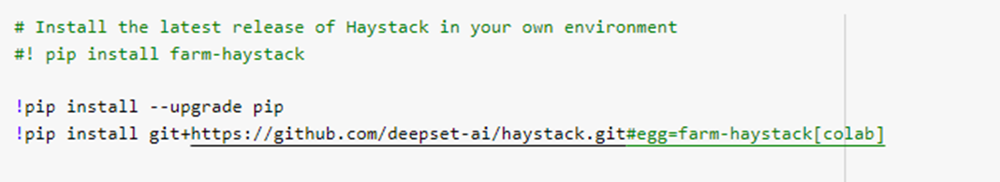 # Install the latest release of Haystack in your own environment
#! pip install farm-haystack
!pip install --upgrade pip
!pip install git+https://github.com/deepset-ai/haystack.git#egg=farm-haystack[colab]